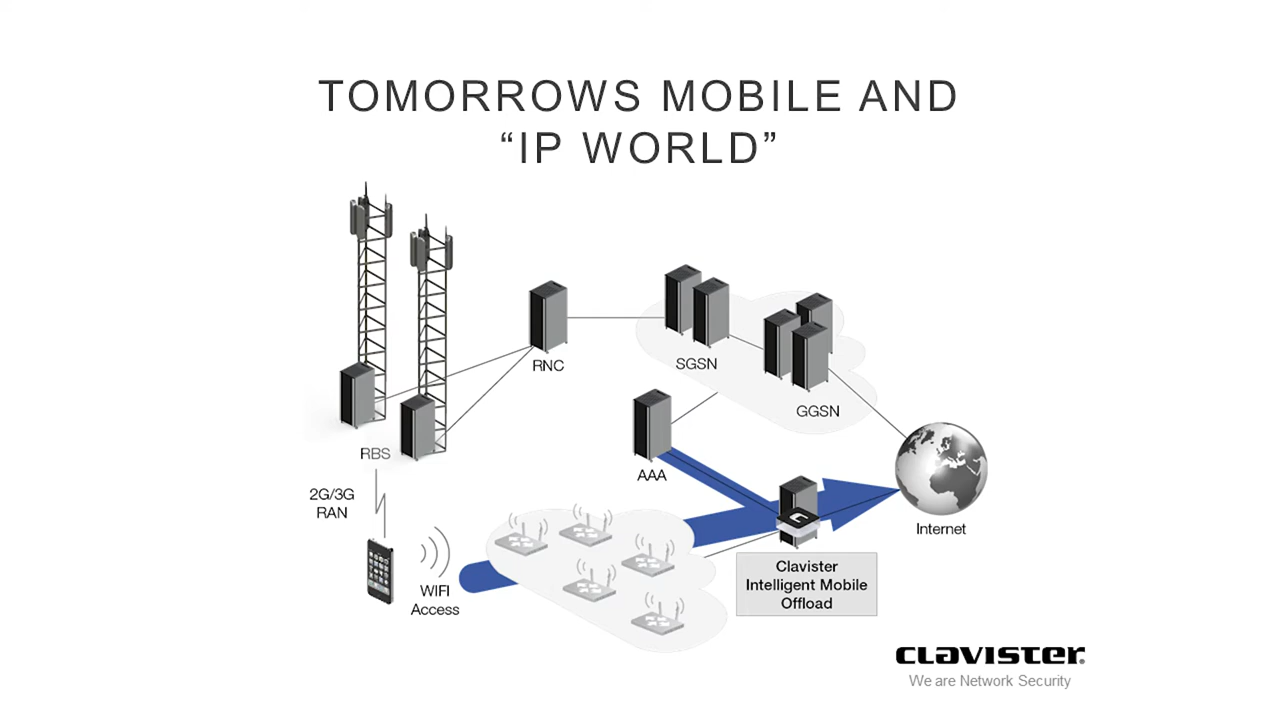 TOMORROWS MOBILE AND
“IP WORLD”
RNC
SGSN
GGSN
RBS
AAA
2G/3G
RAN
WIFI
Access
Internet
Clavister
Intelligent Mobile
Offload
CLAVISTER
We are Network Security